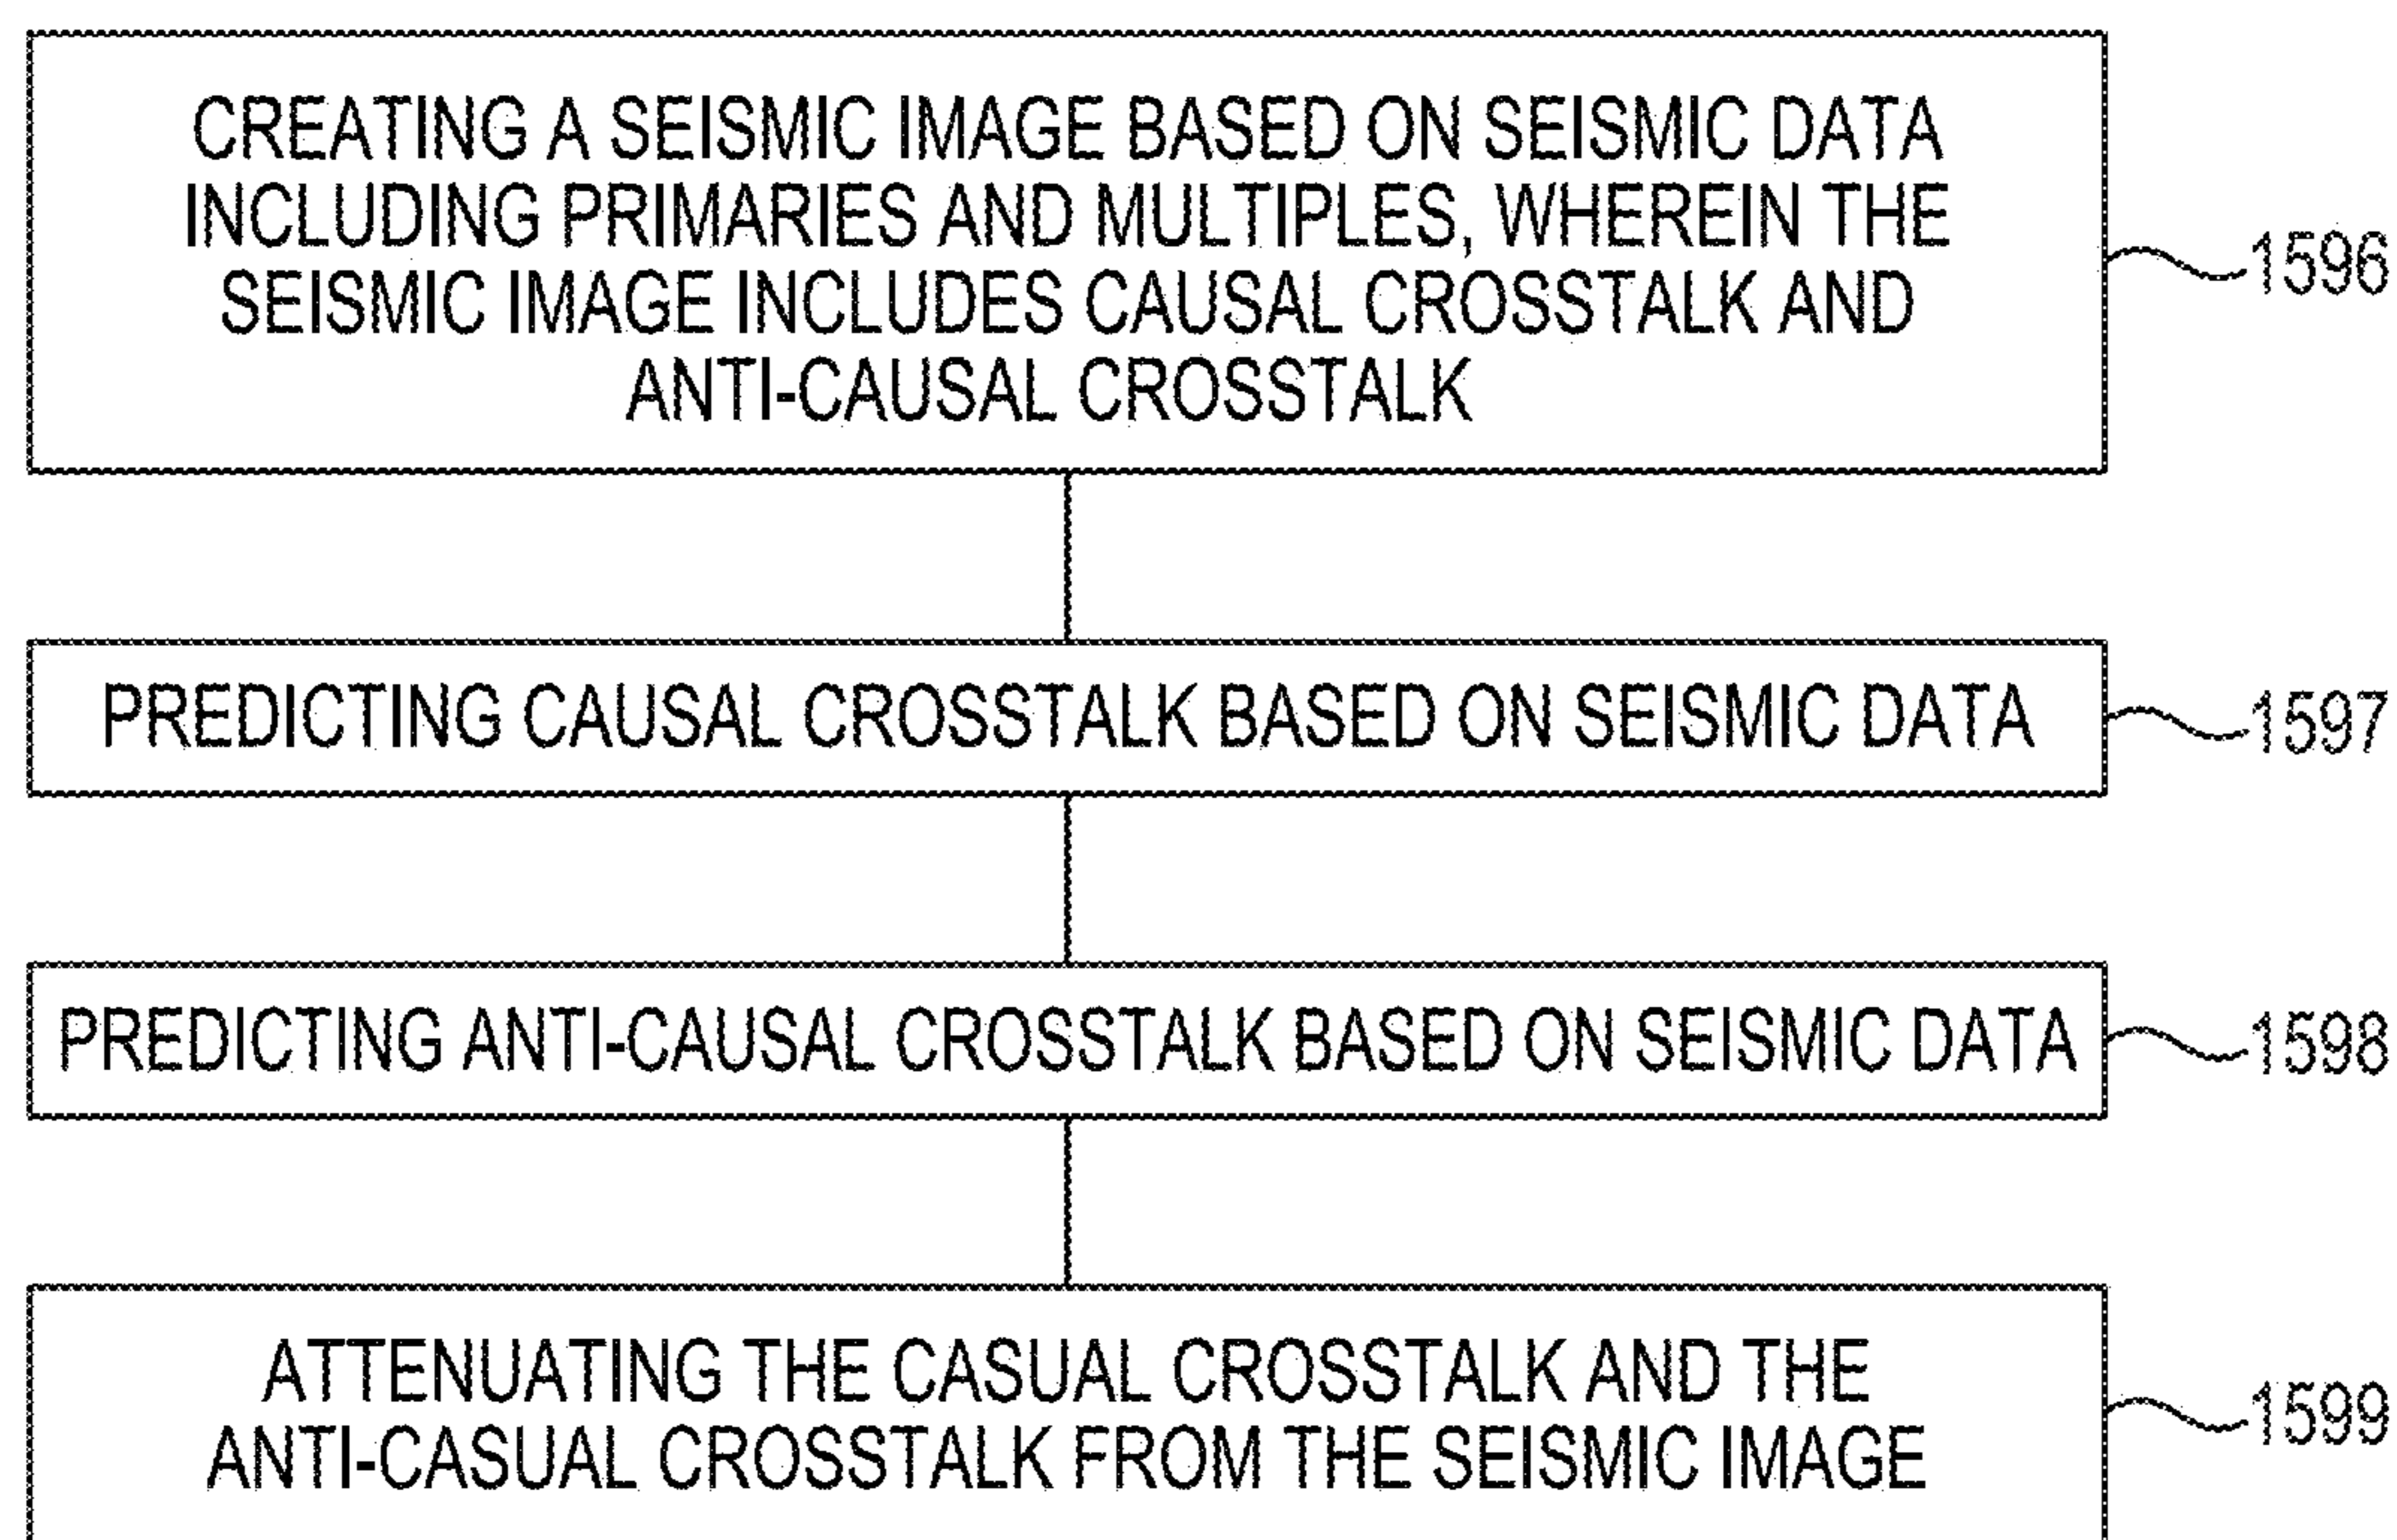 CREATING A SEISMIC IMAGE BASED ON SEISMIC DATA
INCLUDING PRIMARIES AND MULTIPLES, WHEREIN THE
SEISMIC IMAGE INCLUDES CAUSAL CROSSTALK AND
ANTI-CAUSAL CROSSTALK
1596
PREDICTING CAUSAL CROSSTALK BASED ON SEISMIC DATA
1597
PREDICTING ANTI-CAUSAL CROSSTALK BASED ON SEISMIC DATA
1598
ATTENUATING THE CASUAL CROSSTALK AND THE
ANTI-CASUAL CROSSTALK FROM THE SEISMIC IMAGE
1599